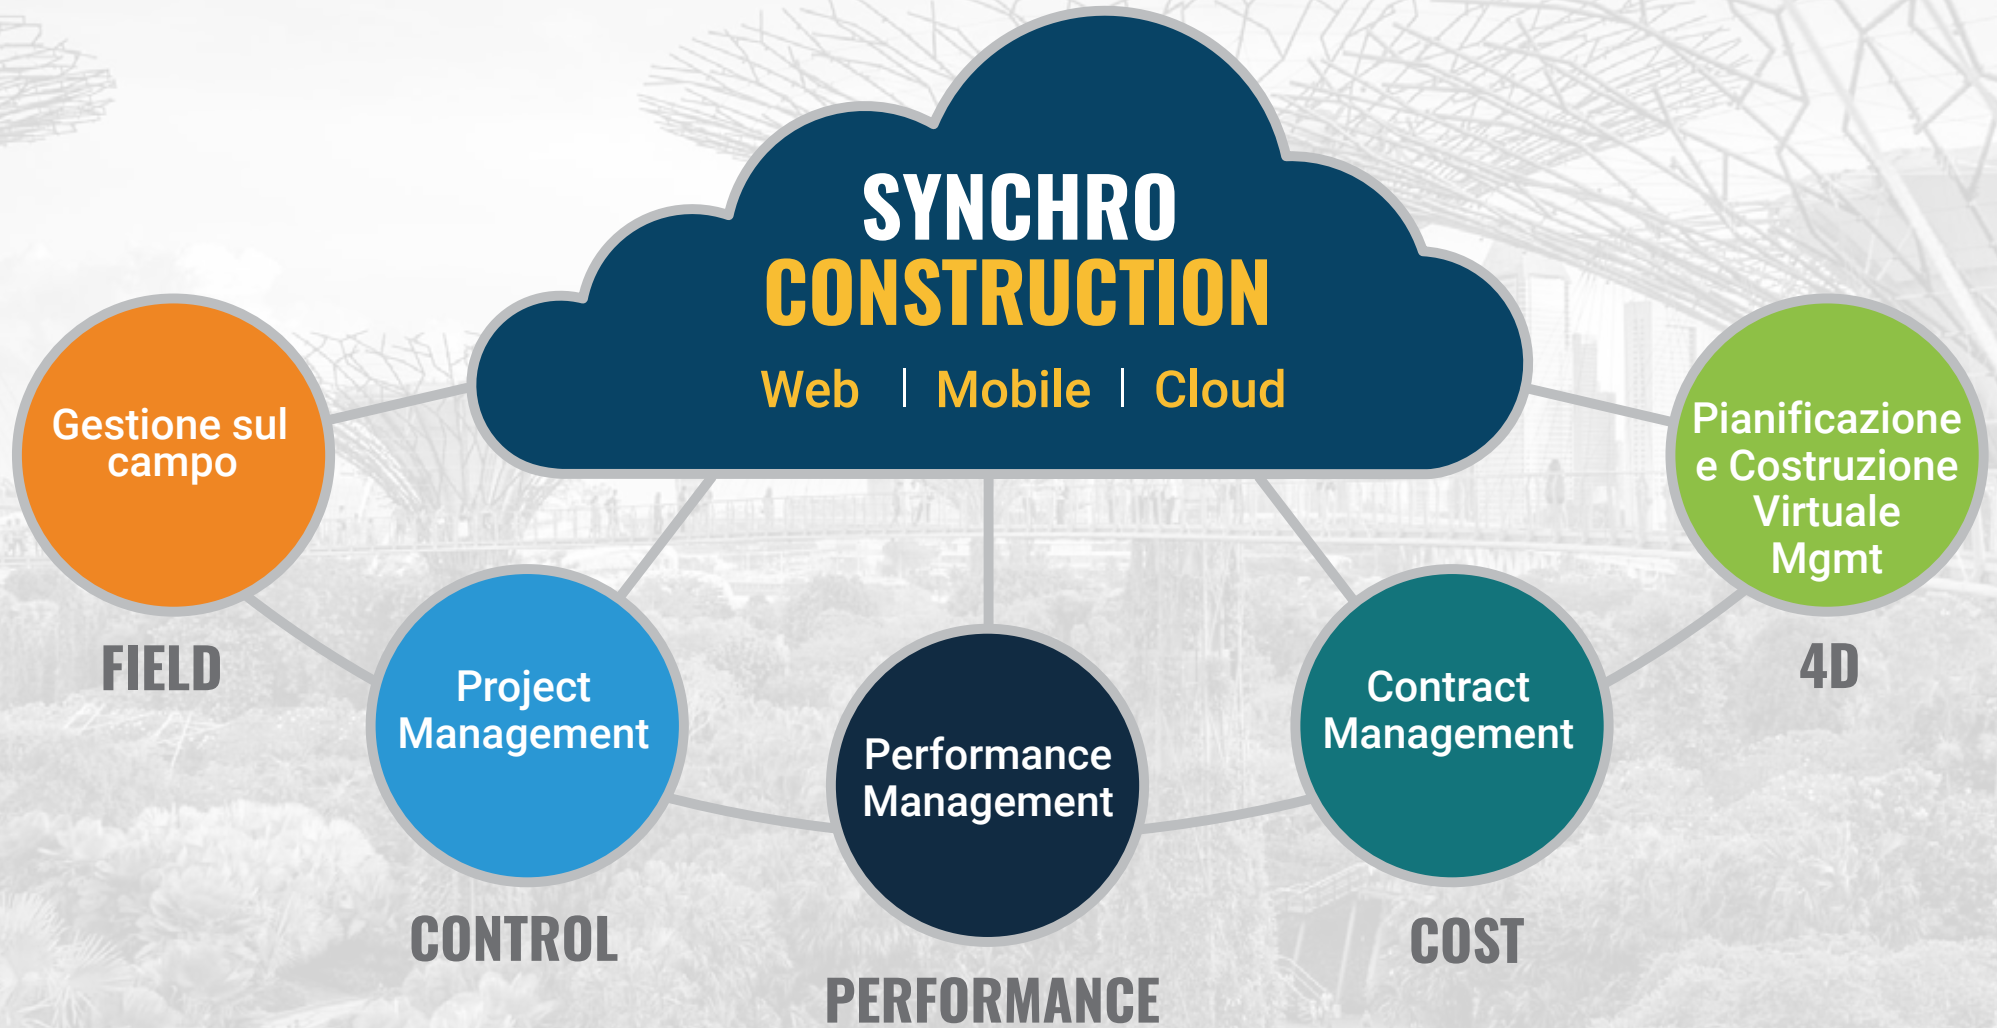 SYNCHRO
CONSTRUCTION
Web | Mobile | Cloud
Gestione sul
campo
FIELD
Project
Management
CONTROL
Performance
Management
PERFORMANCE
Contract
Management
COST
Pianificazione
e Costruzione
Virtuale
Mgmt
4D